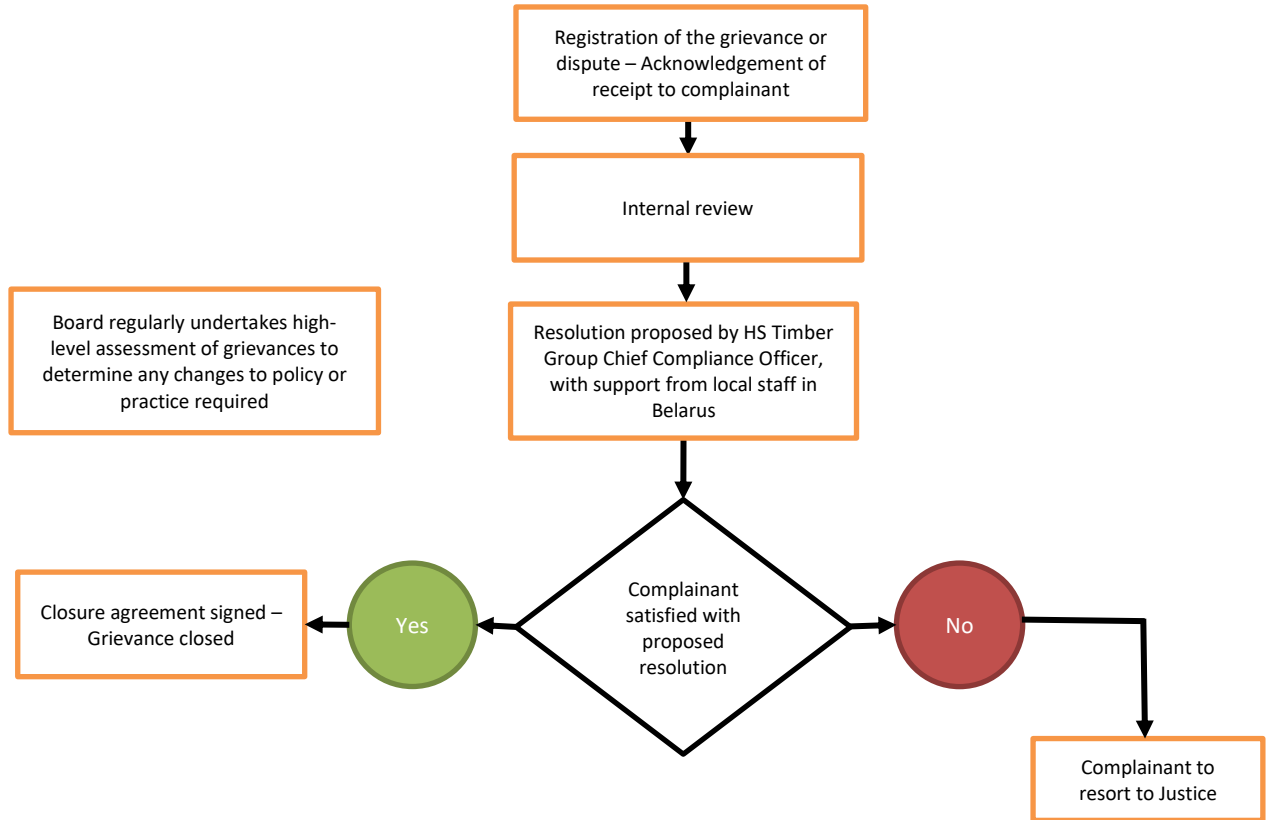 Registration of the grievance or
dispute – Acknowledgement of
receipt to complainant
Internal review
Board regularly undertakes high-
level assessment of grievances to
determine any changes to policy or
practice required
Resolution proposed by HS Timber
Group Chief Compliance Officer,
with support from local staff in
Belarus
Complainant
satisfied with
proposed
resolution
Yes
Closure agreement signed –
Grievance closed
No
Complainant to
resort to Justice